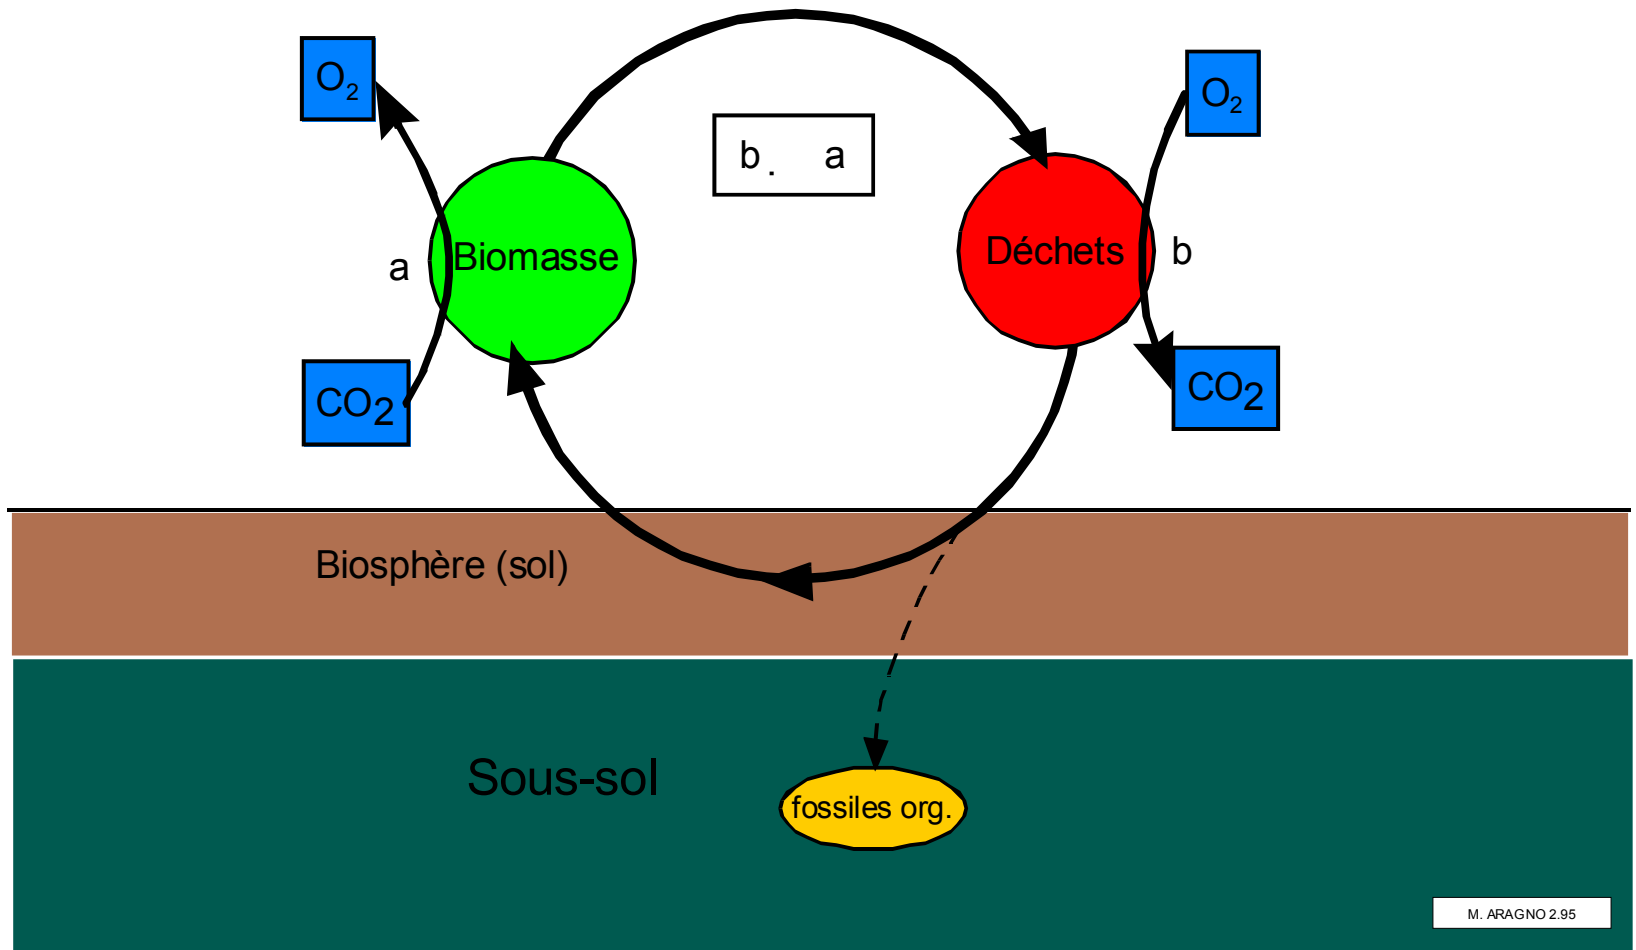 O2
O2
b. a
Biomasse
Déchets
a
b
CO2
CO2
Biosphère (sol)
Sous-sol
fossiles org.
M. ARAGNO 2.95